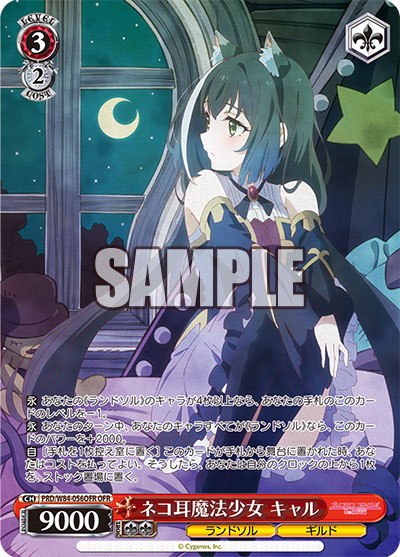 LEVEL
3
2
COST
SAMPLE
永 あなたの《ランドソル》のキャラが4枚以上なら、あなたの手札のこのカードのレベルを－1。
永 あなたのターン中、あなたのキャラすべてが《ランドソル》なら、このカードのパワーを＋2000。
自 [手札を1枚控え室に置く] このカードが手札から舞台に置かれた時、あなたはコストを払ってよい。そうしたら、あなたは自分のクロックの上から1枚を、ストック置場に置く。
CH PRD/W84-056OFR OFR
ネコ耳魔法少女 キャル
9000
SOUL
ランドソル
ギルド
© Cygames, Inc.